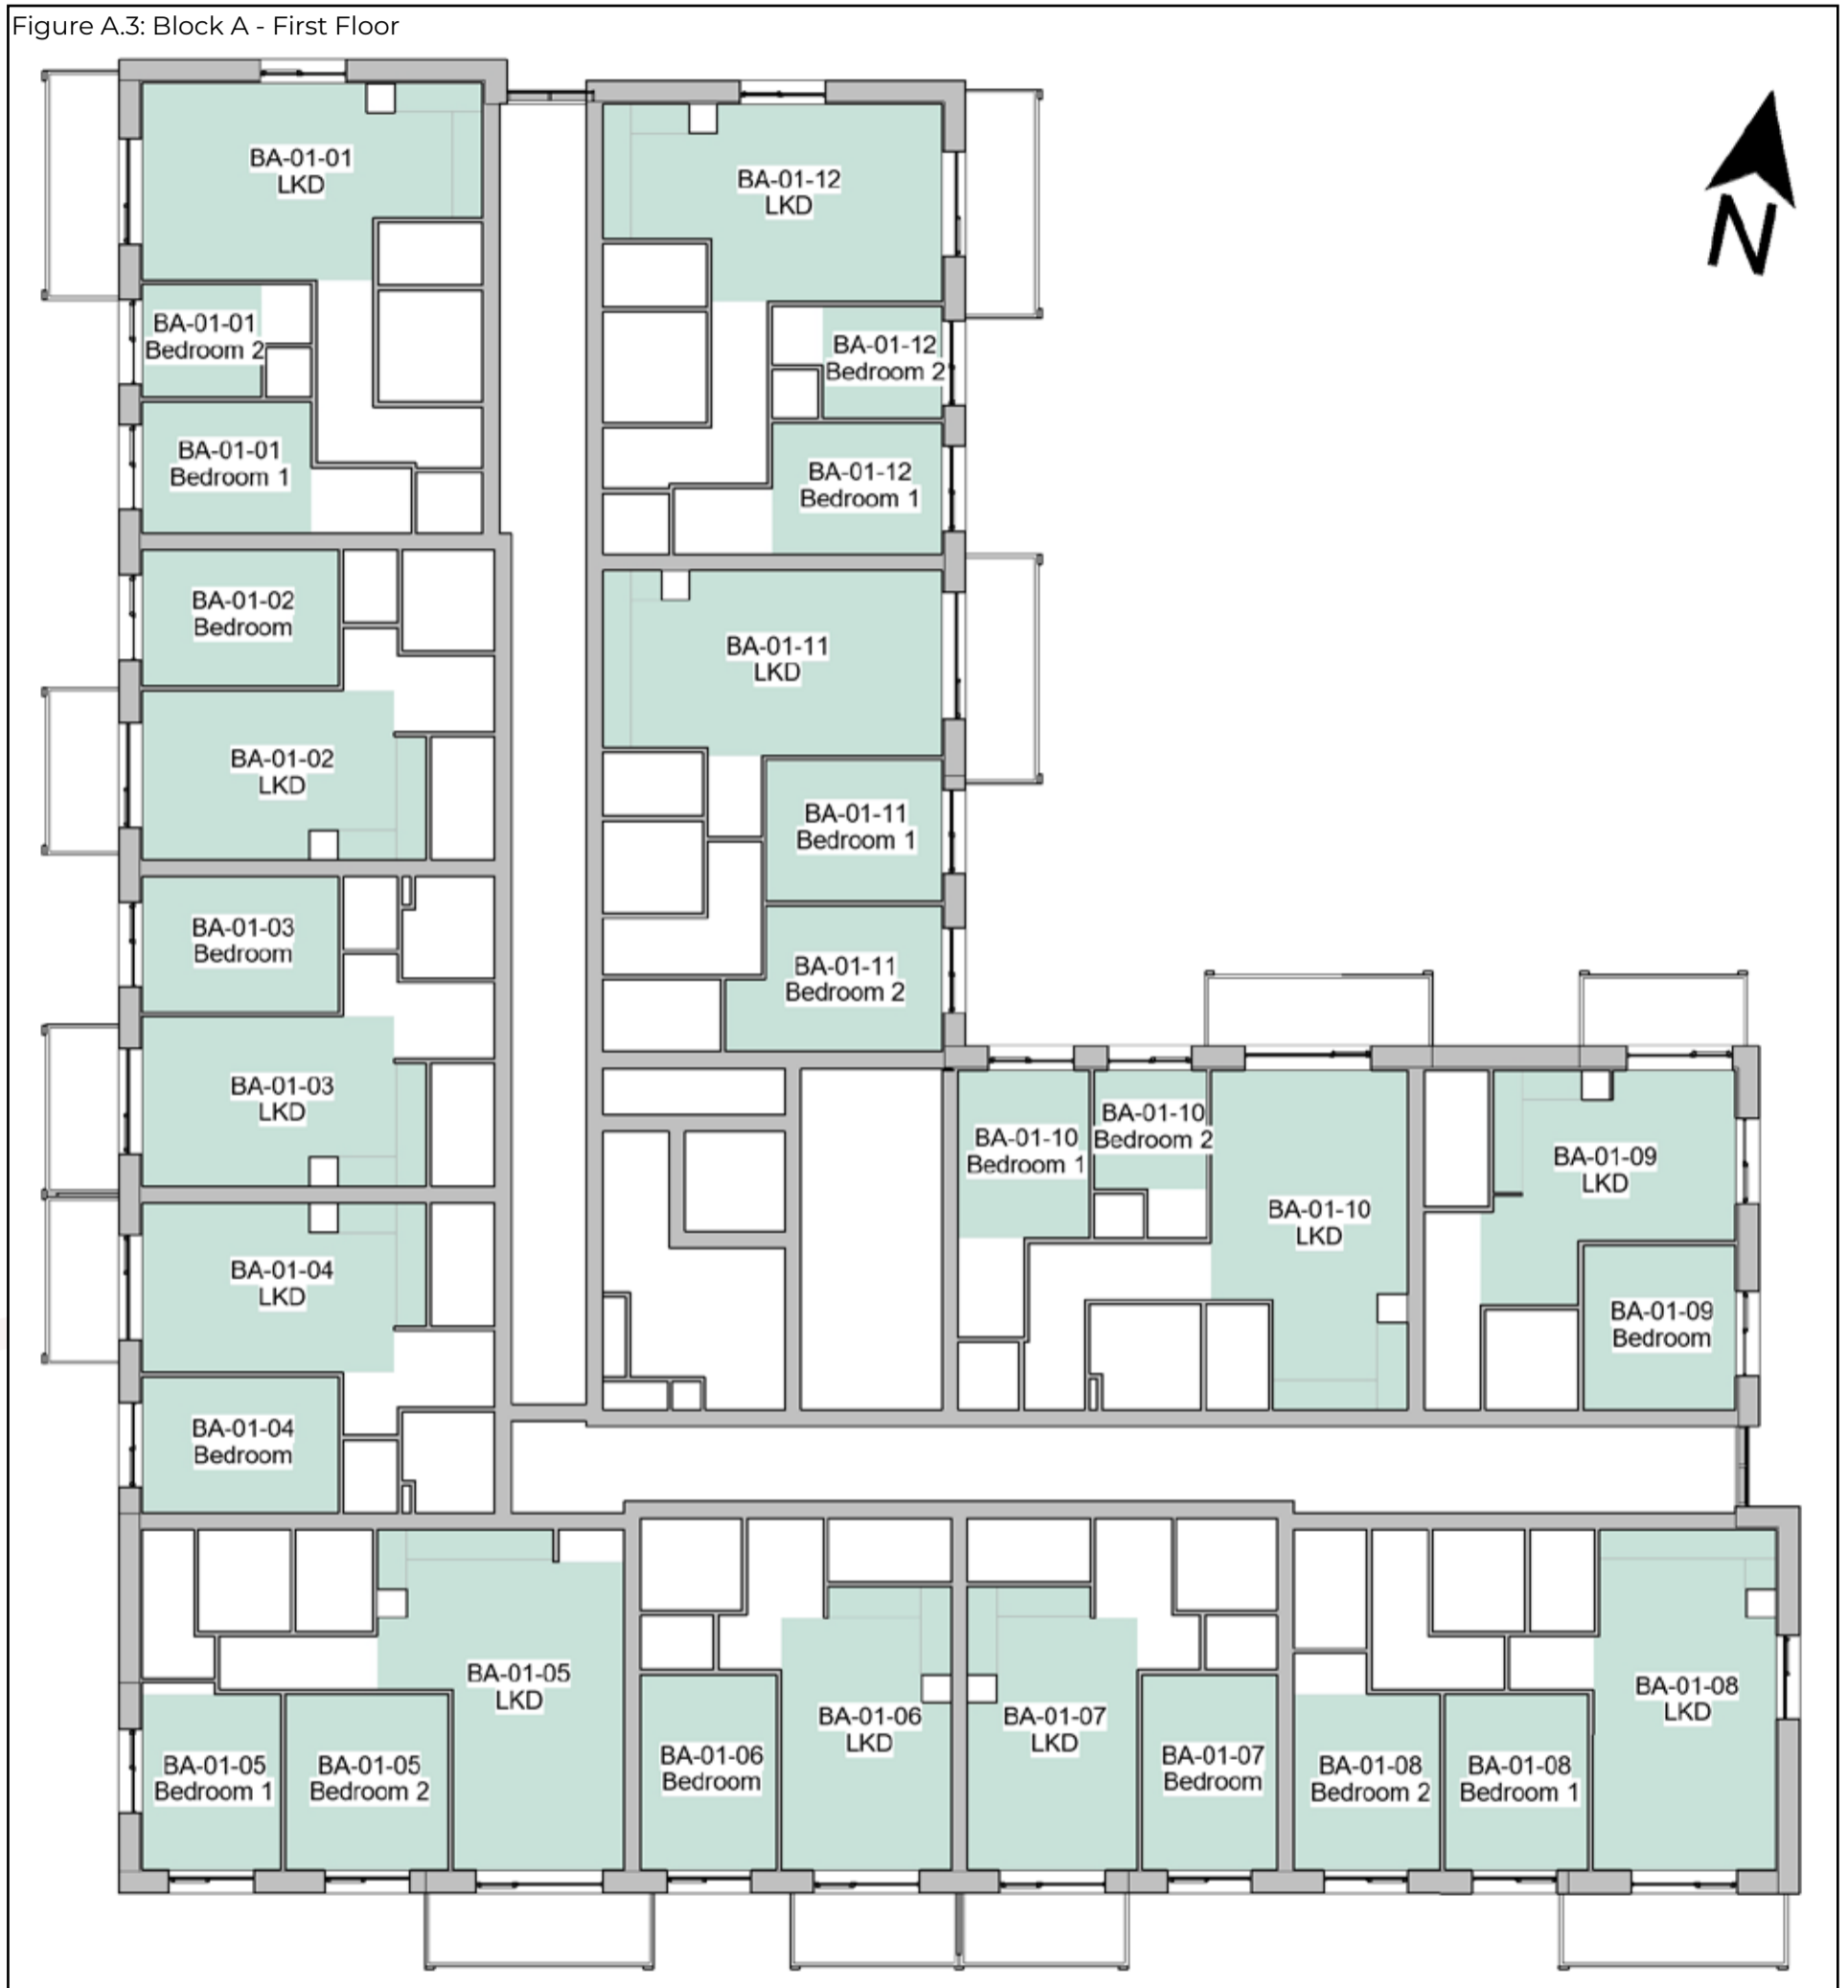 Figure A.3: Block A - First Floor
BA-01-01
LKD
BA-01-12
LKD
N
BA-01-01
Bedroom 2
BA-01-12
Bedroom 2
BA-01-01
Bedroom 1
BA-01-12
Bedroom 1
BA-01-02
Bedroom
BA-01-11
LKD
BA-01-02
LKD
BA-01-11
Bedroom 1
BA-01-03
Bedroom
BA-01-11
Bedroom 2
BA-01-03
LKD
BA-01-10
Bedroom 1
BA-01-10
Bedroom 2
BA-01-10
LKD
BA-01-09
LKD
BA-01-04
LKD
BA-01-09
Bedroom
BA-01-04
Bedroom
BA-01-05
LKD
BA-01-06
LKD
BA-01-07
LKD
BA-01-08
LKD
BA-01-05
Bedroom 1
BA-01-05
Bedroom 2
BA-01-06
Bedroom
BA-01-07
Bedroom
BA-01-08
Bedroom 2
BA-01-08
Bedroom 1